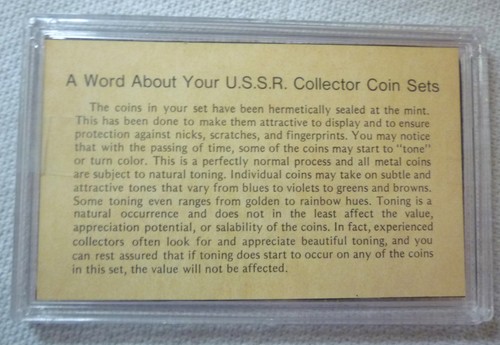 A Word About Your U.S.S.R. Collector Coin Sets
The coins in your set have been hermetically sealed at the mint.
This has been done to make them attractive to display and to ensure
protection against nicks, scratches, and fingerprints. You may notice
that with the passing of time, some of the coins may start to "tone"
or turn color. This is a perfectly normal process and all metal coins
are subject to natural toning. Individual coins may take on subtle and
attractive tones that vary from blues to violets to greens and browns.
Some toning even ranges from golden to rainbow hues. Toning is a
natural occurrence and does not in the least affect the value,
appreciation potential, or salability of the coins. In fact, experienced
collectors often look for and appreciate beautiful toning, and you
can rest assured that if toning does start to occur on any of the coins
in this set, the value will not be affected.